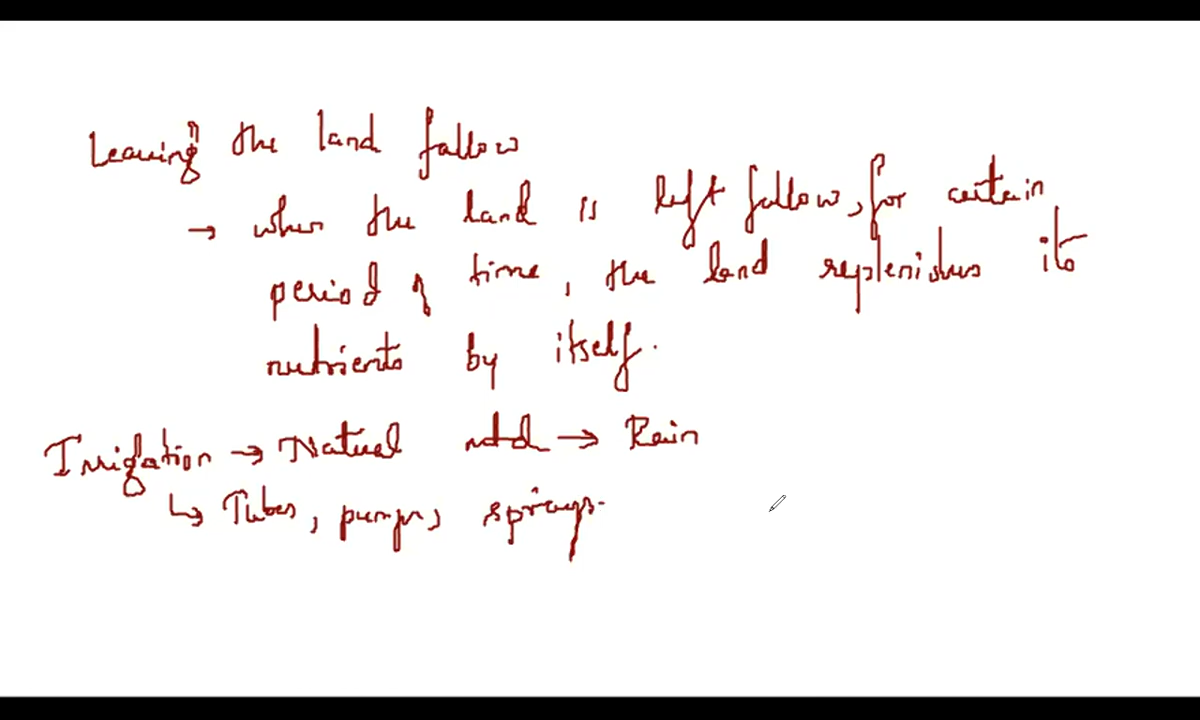 Leaving the land fallow
→ when the land is left fallow, for certain
period of time, the land replenishes its
nutrients by itself.
Irrigation → Natural mtd → Rain
↳ Tubes, pumps, sprays.